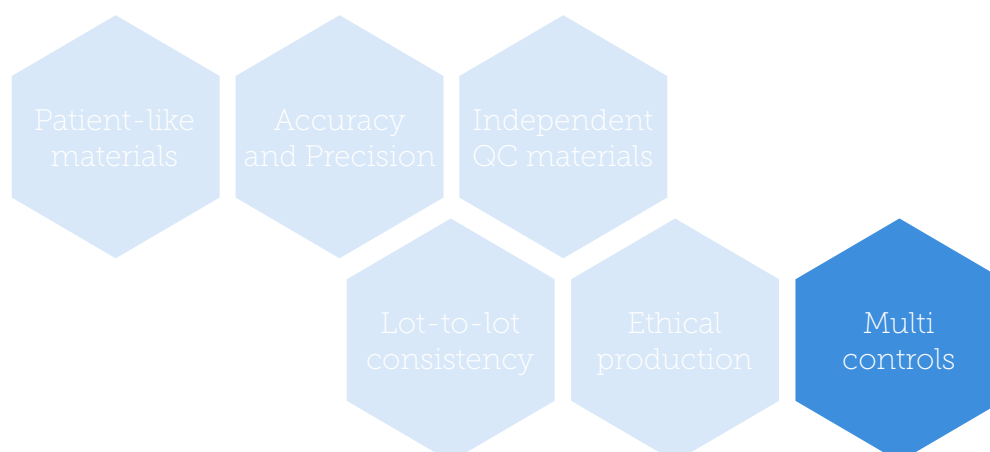 Patient-like
materials
Accuracy
and Precision
Independent
QC materials
Lot-to-lot
consistency
Ethical
production
Multi
controls